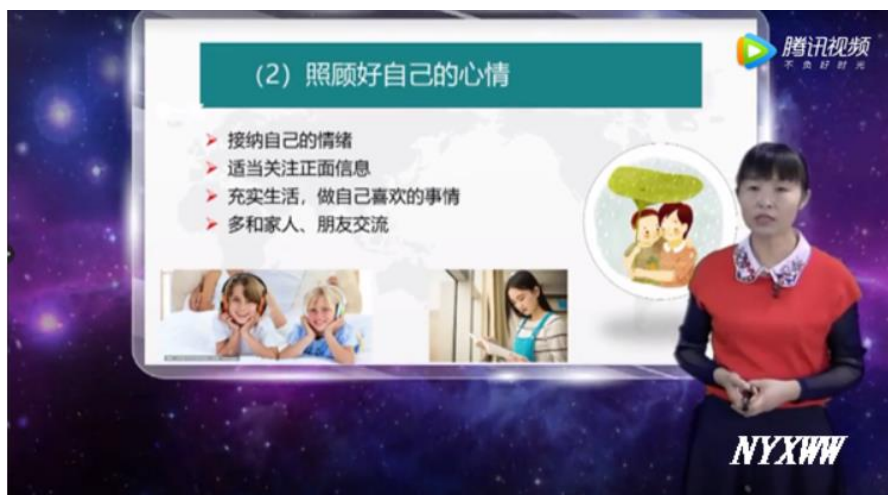 (2)照顾好自己的心情
腾讯视频
不负好时光
接纳自己的情绪
适当关注正面信息
充实生活，做自己喜欢的事情
多和家人、朋友交流
NYXWW